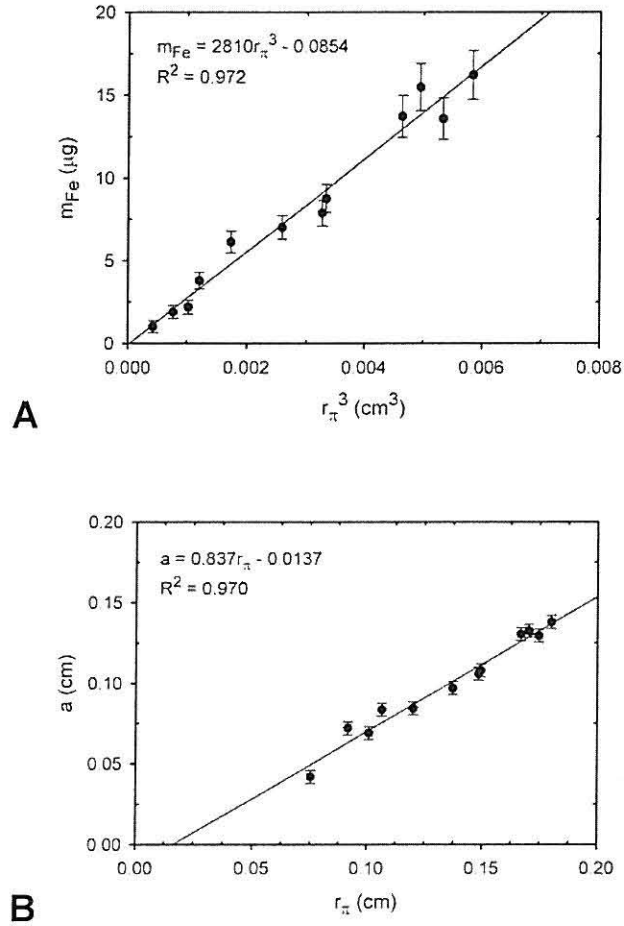 20
15
10
5
0
m_Fe = 2810r_π^3 - 0.0854
R^2 = 0.972
m_Fe (μg)
0.000 0.002 0.004 0.006 0.008
r_π^3 (cm^3)
A
0.20
0.15
0.10
0.05
0.00
a = 0.837r_π - 0.0137
R^2 = 0.970
a (cm)
0.00 0.05 0.10 0.15 0.20
r_π (cm)
B